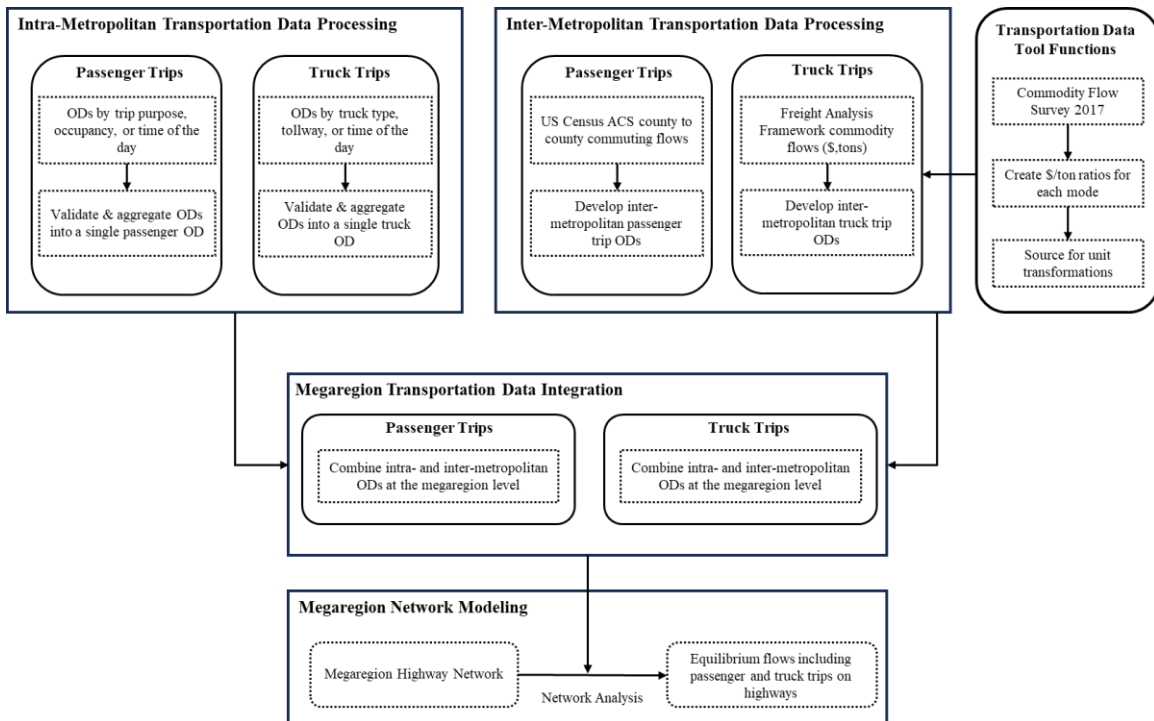 Intra-Metropolitan Transportation Data Processing
Passenger Trips
ODs by trip purpose,
occupancy, or time of the
day
Validate & aggregate ODs
into a single passenger OD
Truck Trips
ODs by truck type,
tollway, or time of the
day
Validate & aggregate
ODs into a single truck
OD
Inter-Metropolitan Transportation Data Processing
Passenger Trips
US Census ACS county to
county commuting flows
Develop inter-
metropolitan passenger
trip ODs
Truck Trips
Freight Analysis
Framework commodity
flows ($,tons)
Develop inter-
metropolitan truck trip
ODs
Transportation Data
Tool Functions
Commodity Flow
Survey 2017
Create $/ton ratios for
each mode
Source for unit
transformations
Megaregion Transportation Data Integration
Passenger Trips
Combine intra- and inter-metropolitan
ODs at the megaregion level
Truck Trips
Combine intra- and inter-metropolitan
ODs at the megaregion level
Megaregion Network Modeling
Megaregion Highway Network
Network Analysis
Equilibrium flows including
passenger and truck trips on
highways